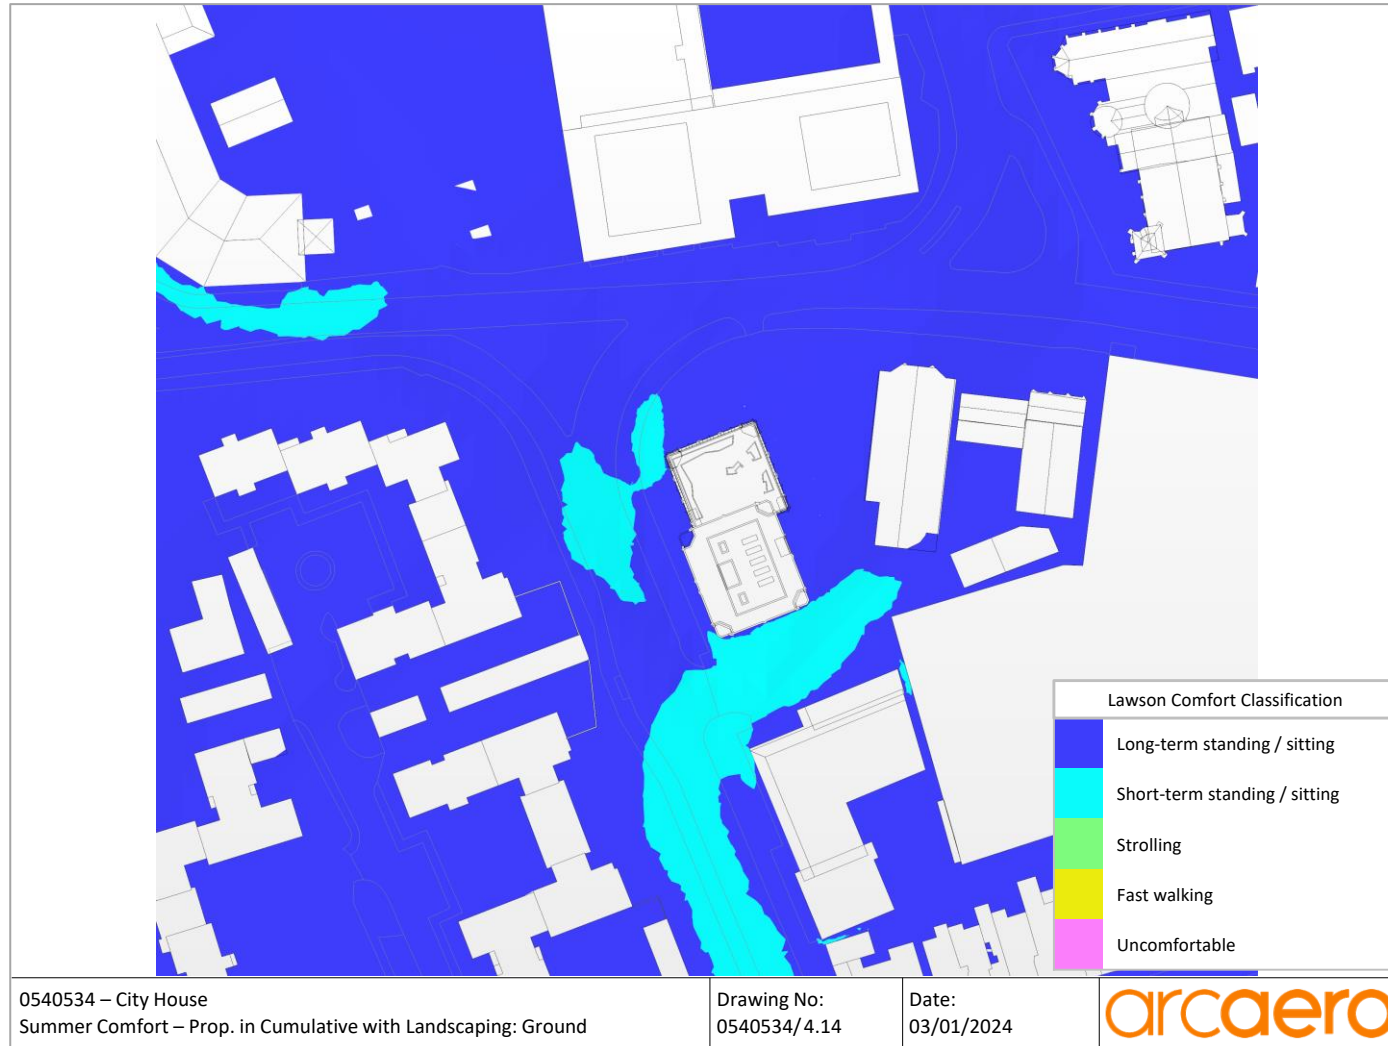 Lawson Comfort Classification
Long-term standing / sitting
Short-term standing / sitting
Strolling
Fast walking
Uncomfortable
0540534 – City House
Summer Comfort – Prop. in Cumulative with Landscaping: Ground
Drawing No:
0540534/4.14
Date:
03/01/2024
arcaero